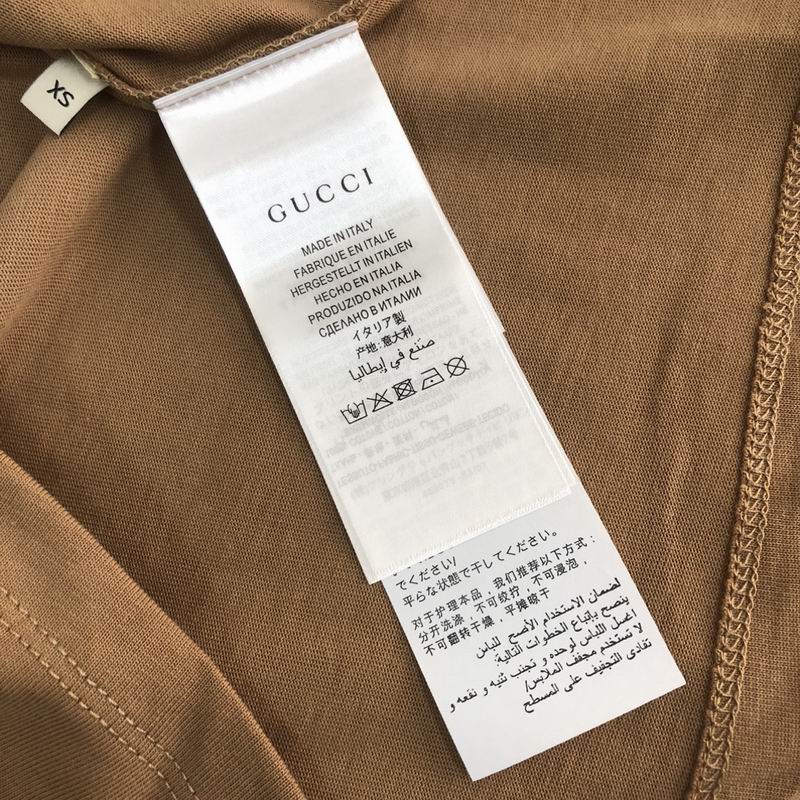 XS
GUCCI
MADE IN ITALY
FABRIQUE EN ITALIE
HERGESTELLT IN ITALIEN
HECHO EN ITALIA
PRODUZIDO NA ITALIA
СДЕЛАНО В ИТАЛИИ
イタリア製
产地:意大利
صنع في إيطاليا
でください/
平らな状態で干してください。
对于护理本品，我们推荐以下方式：
分开洗涤，不可绞拧，不可浸泡，
不可翻转干燥，平摊晾干
لضمان الاستخدام الأصح للباس
ينصح بإتباع الخطوات التالية:
اغسل اللباس لوحده و تجنب ثنيه و نقعه و
لا تستخدم مجفف الملابس/
تفادى التجفيف على المسطح